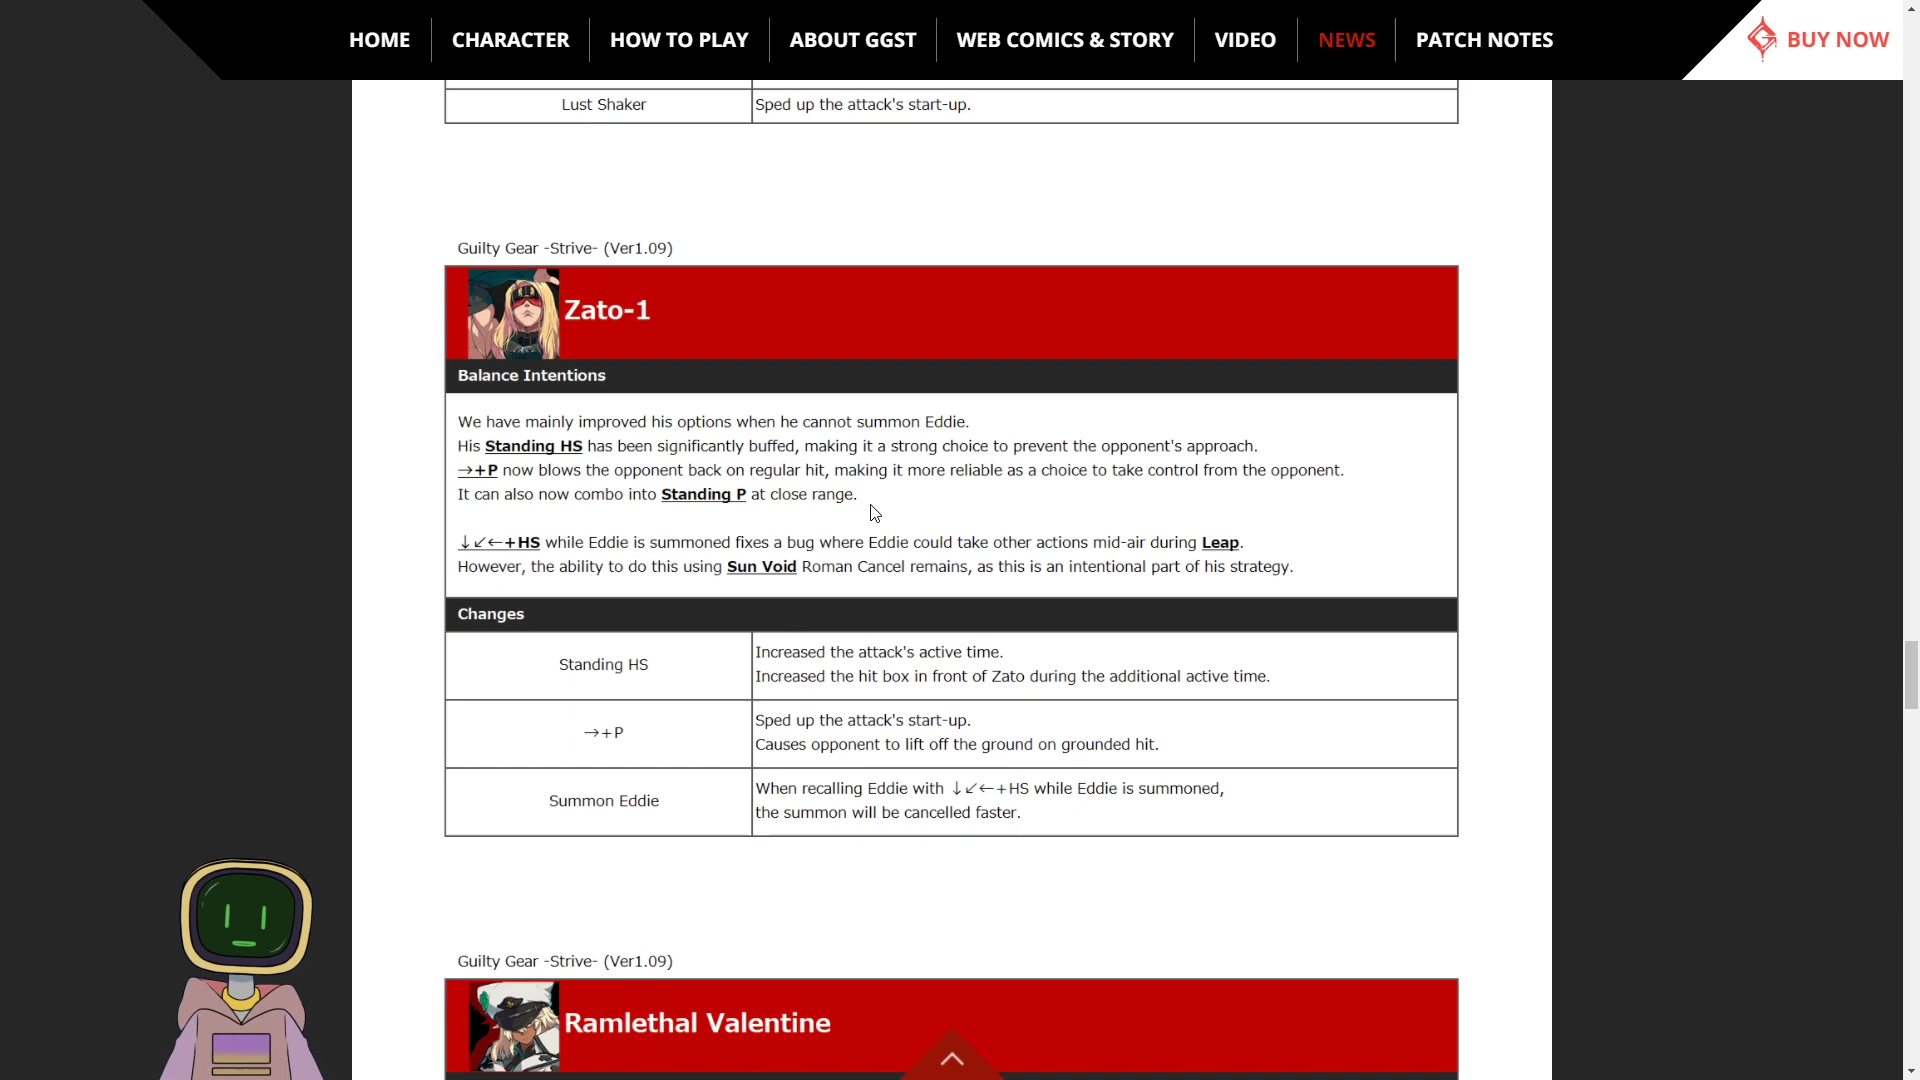 HOME
CHARACTER
HOW TO PLAY
ABOUT GGST
WEB COMICS & STORY
VIDEO
NEWS
PATCH NOTES
BUY NOW
Lust Shaker
Sped up the attack's start-up.
Guilty Gear -Strive- (Ver1.09)
Zato-1
Balance Intentions
We have mainly improved his options when he cannot summon Eddie.
His Standing HS has been significantly buffed, making it a strong choice to prevent the opponent's approach.
→+P now blows the opponent back on regular hit, making it more reliable as a choice to take control from the opponent.
It can also now combo into Standing P at close range.
↓↙←+HS while Eddie is summoned fixes a bug where Eddie could take other actions mid-air during Leap.
However, the ability to do this using Sun Void Roman Cancel remains, as this is an intentional part of his strategy.
Changes
Standing HS
Increased the attack's active time.
Increased the hit box in front of Zato during the additional active time.
→+P
Sped up the attack's start-up.
Causes opponent to lift off the ground on grounded hit.
Summon Eddie
When recalling Eddie with ↓↙←+HS while Eddie is summoned,
the summon will be cancelled faster.
Guilty Gear -Strive- (Ver1.09)
Ramlethal Valentine